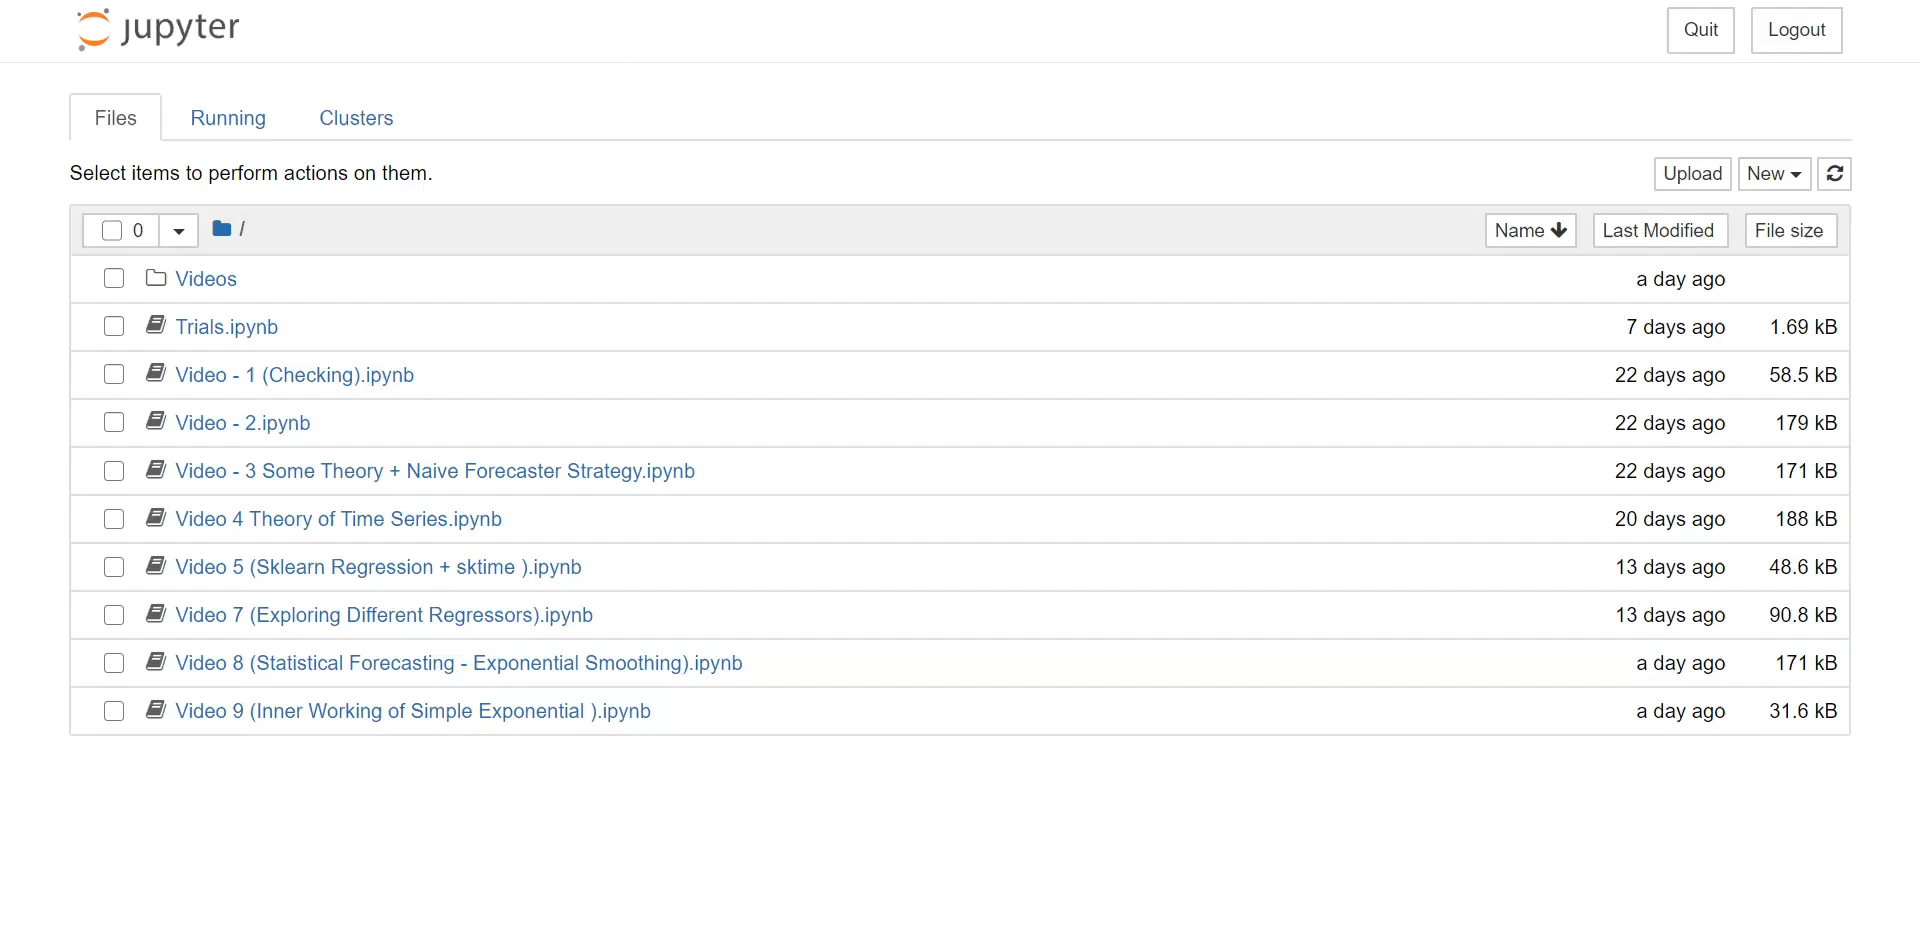 jupyter
Quit Logout
Files Running Clusters
Select items to perform actions on them.
Upload New
0 / Name Last Modified File size
Videos a day ago
Trials.ipynb 7 days ago 1.69 kB
Video - 1 (Checking).ipynb 22 days ago 58.5 kB
Video - 2.ipynb 22 days ago 179 kB
Video - 3 Some Theory + Naive Forecaster Strategy.ipynb 22 days ago 171 kB
Video 4 Theory of Time Series.ipynb 20 days ago 188 kB
Video 5 (Sklearn Regression + sktime ).ipynb 13 days ago 48.6 kB
Video 7 (Exploring Different Regressors).ipynb 13 days ago 90.8 kB
Video 8 (Statistical Forecasting - Exponential Smoothing).ipynb a day ago 171 kB
Video 9 (Inner Working of Simple Exponential ).ipynb a day ago 31.6 kB